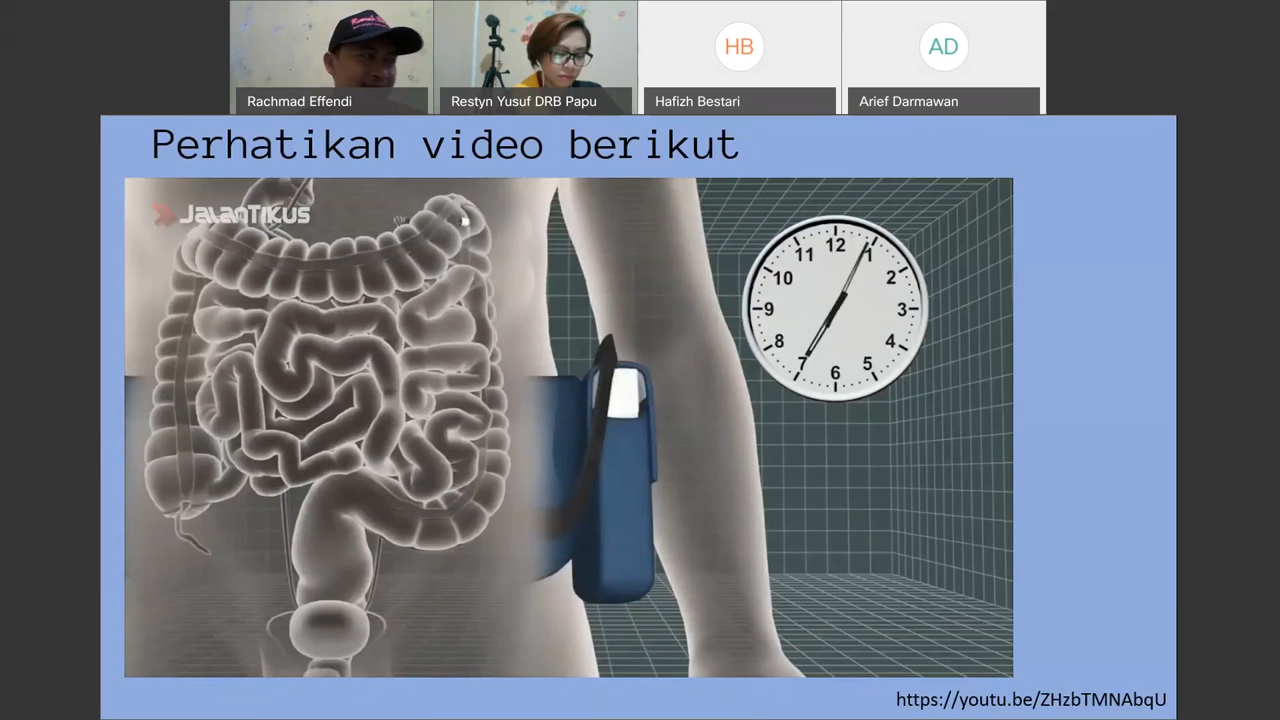 Rachmad Effendi
Restyn Yusuf DRB Papu
HB
Hafizh Bestari
AD
Arief Darmawan
Perhatikan video berikut
JALANTIKUS
12
11
1
10
2
9
3
8
4
7
5
6
https://youtu.be/ZHzbTMNAbqU